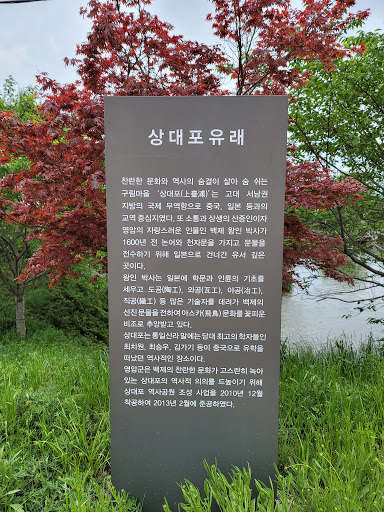 상대포유래
찬란한 문화와 역사의 숨결이 살아 숨 쉬는
구림마을 '상대포(上臺浦)'는 고대 서남권
지방의 국제 무역항으로 중국, 일본 등과의
교역 중심지였다. 또 소통과 상생의 산증인이자
영암의 자랑스러운 인물인 백제 왕인 박사가
1600년 전 논어와 천자문을 가지고 문물을
전수하기 위해 일본으로 건너간 유서 깊은
곳이다.
왕인 박사는 일본에 학문과 인륜의 기초를
세우고 도공(陶工), 와공(瓦工), 야공(冶工),
직공(織工) 등 많은 기술자를 데려가 백제의
선진 문물을 전하여 아스카(飛鳥) 문화를 꽃피운
비조로 추앙받고 있다.
상대포는 통일신라 말에는 당대 최고의 학자들인
최치원, 최승우, 김가기 등이 중국으로 유학을
떠났던 역사적인 장소이다.
영암군은 백제의 찬란한 문화가 고스란히 녹아
있는 상대포의 역사적 의의를 드높이기 위해
상대포 역사공원 조성 사업을 2010년 12월
착공하여 2013년 2월에 준공하였다.